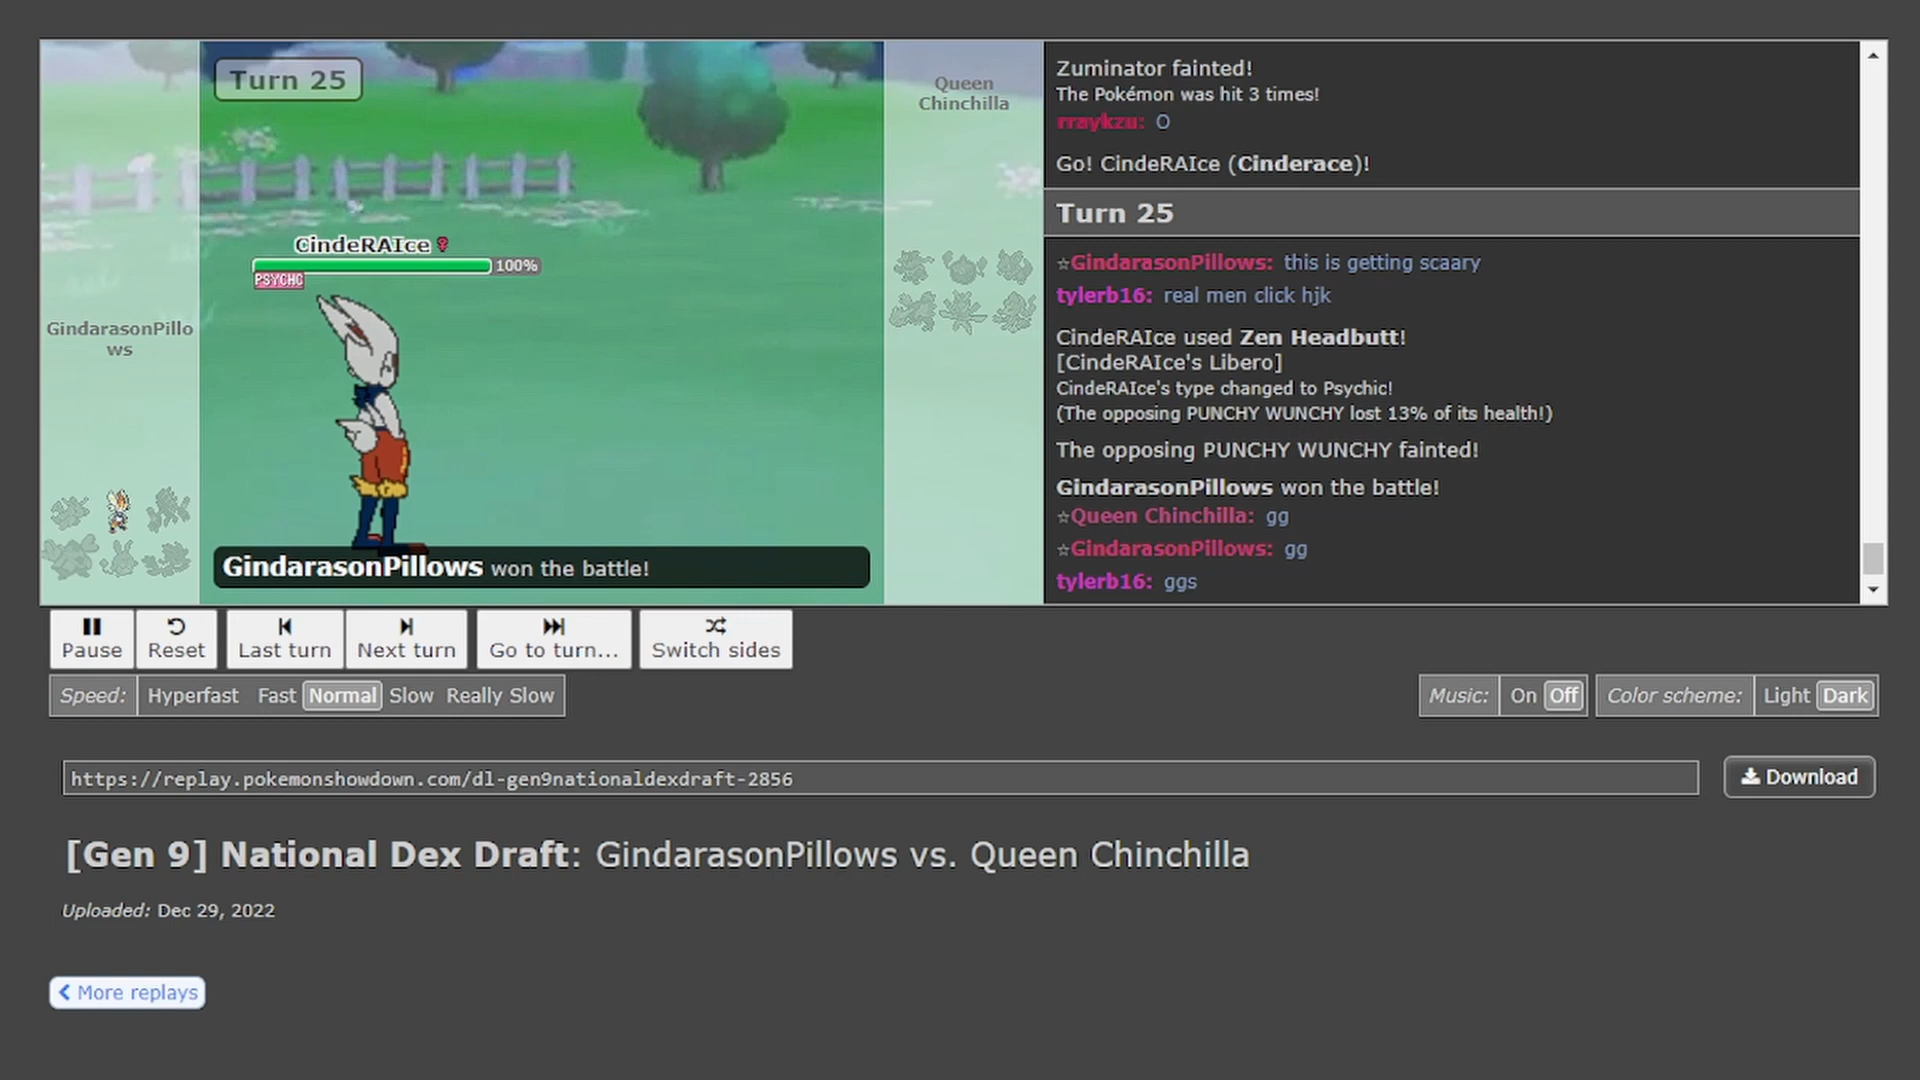 Turn 25
Queen
Chinchilla
GindarasonPillo
ws
CindeRAIce
100%
PSYCHC
GindarasonPillows won the battle!
Zuminator fainted!
The Pokémon was hit 3 times!
rraykzu: O
Go! CindeRAIce (Cinderace)!
Turn 25
☆GindarasonPillows: this is getting scaary
tylerb16: real men click hjk
CindeRAIce used Zen Headbutt!
[CindeRAIce's Libero]
CindeRAIce's type changed to Psychic!
(The opposing PUNCHY WUNCHY lost 13% of its health!)
The opposing PUNCHY WUNCHY fainted!
GindarasonPillows won the battle!
☆Queen Chinchilla: gg
☆GindarasonPillows: gg
tylerb16: ggs
Pause Reset Last turn Next turn Go to turn... Switch sides
Speed: Hyperfast Fast Normal Slow Really Slow
Music: On Off Color scheme: Light Dark
https://replay.pokemonshowdown.com/dl-gen9nationaldexdraft-2856
Download
[Gen 9] National Dex Draft: GindarasonPillows vs. Queen Chinchilla
Uploaded: Dec 29, 2022
More replays